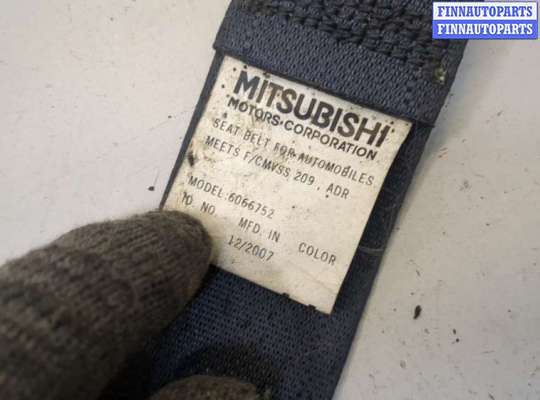 FINNAUTOPARTS
FINNAUTOPARTS
MITSUBISHI
MOTORS CORPORATION
SEAT BELT FOR AUTOMOBILES
MEETS F/CMVSS 209, ADR
MODEL:6066752
ID NO MFD. IN COLOR
12/2007